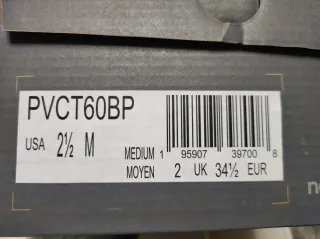 PVCT60BP
USA 2½ M
MEDIUM 1 95907 39700 8
MOYEN 2 UK 34½ EUR